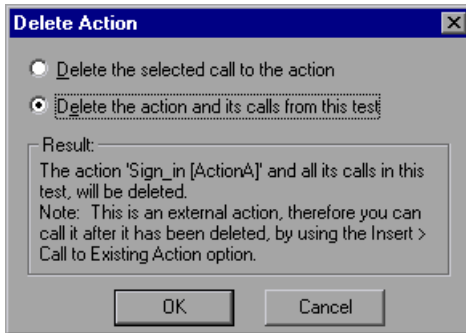 Delete Action
Delete the selected call to the action
Delete the action and its calls from this test
Result:
The action 'Sign_in [ActionA]' and all its calls in this
test, will be deleted.
Note:  This is an external action, therefore you can
call it after it has been deleted, by using the Insert >
Call to Existing Action option.
OK
Cancel